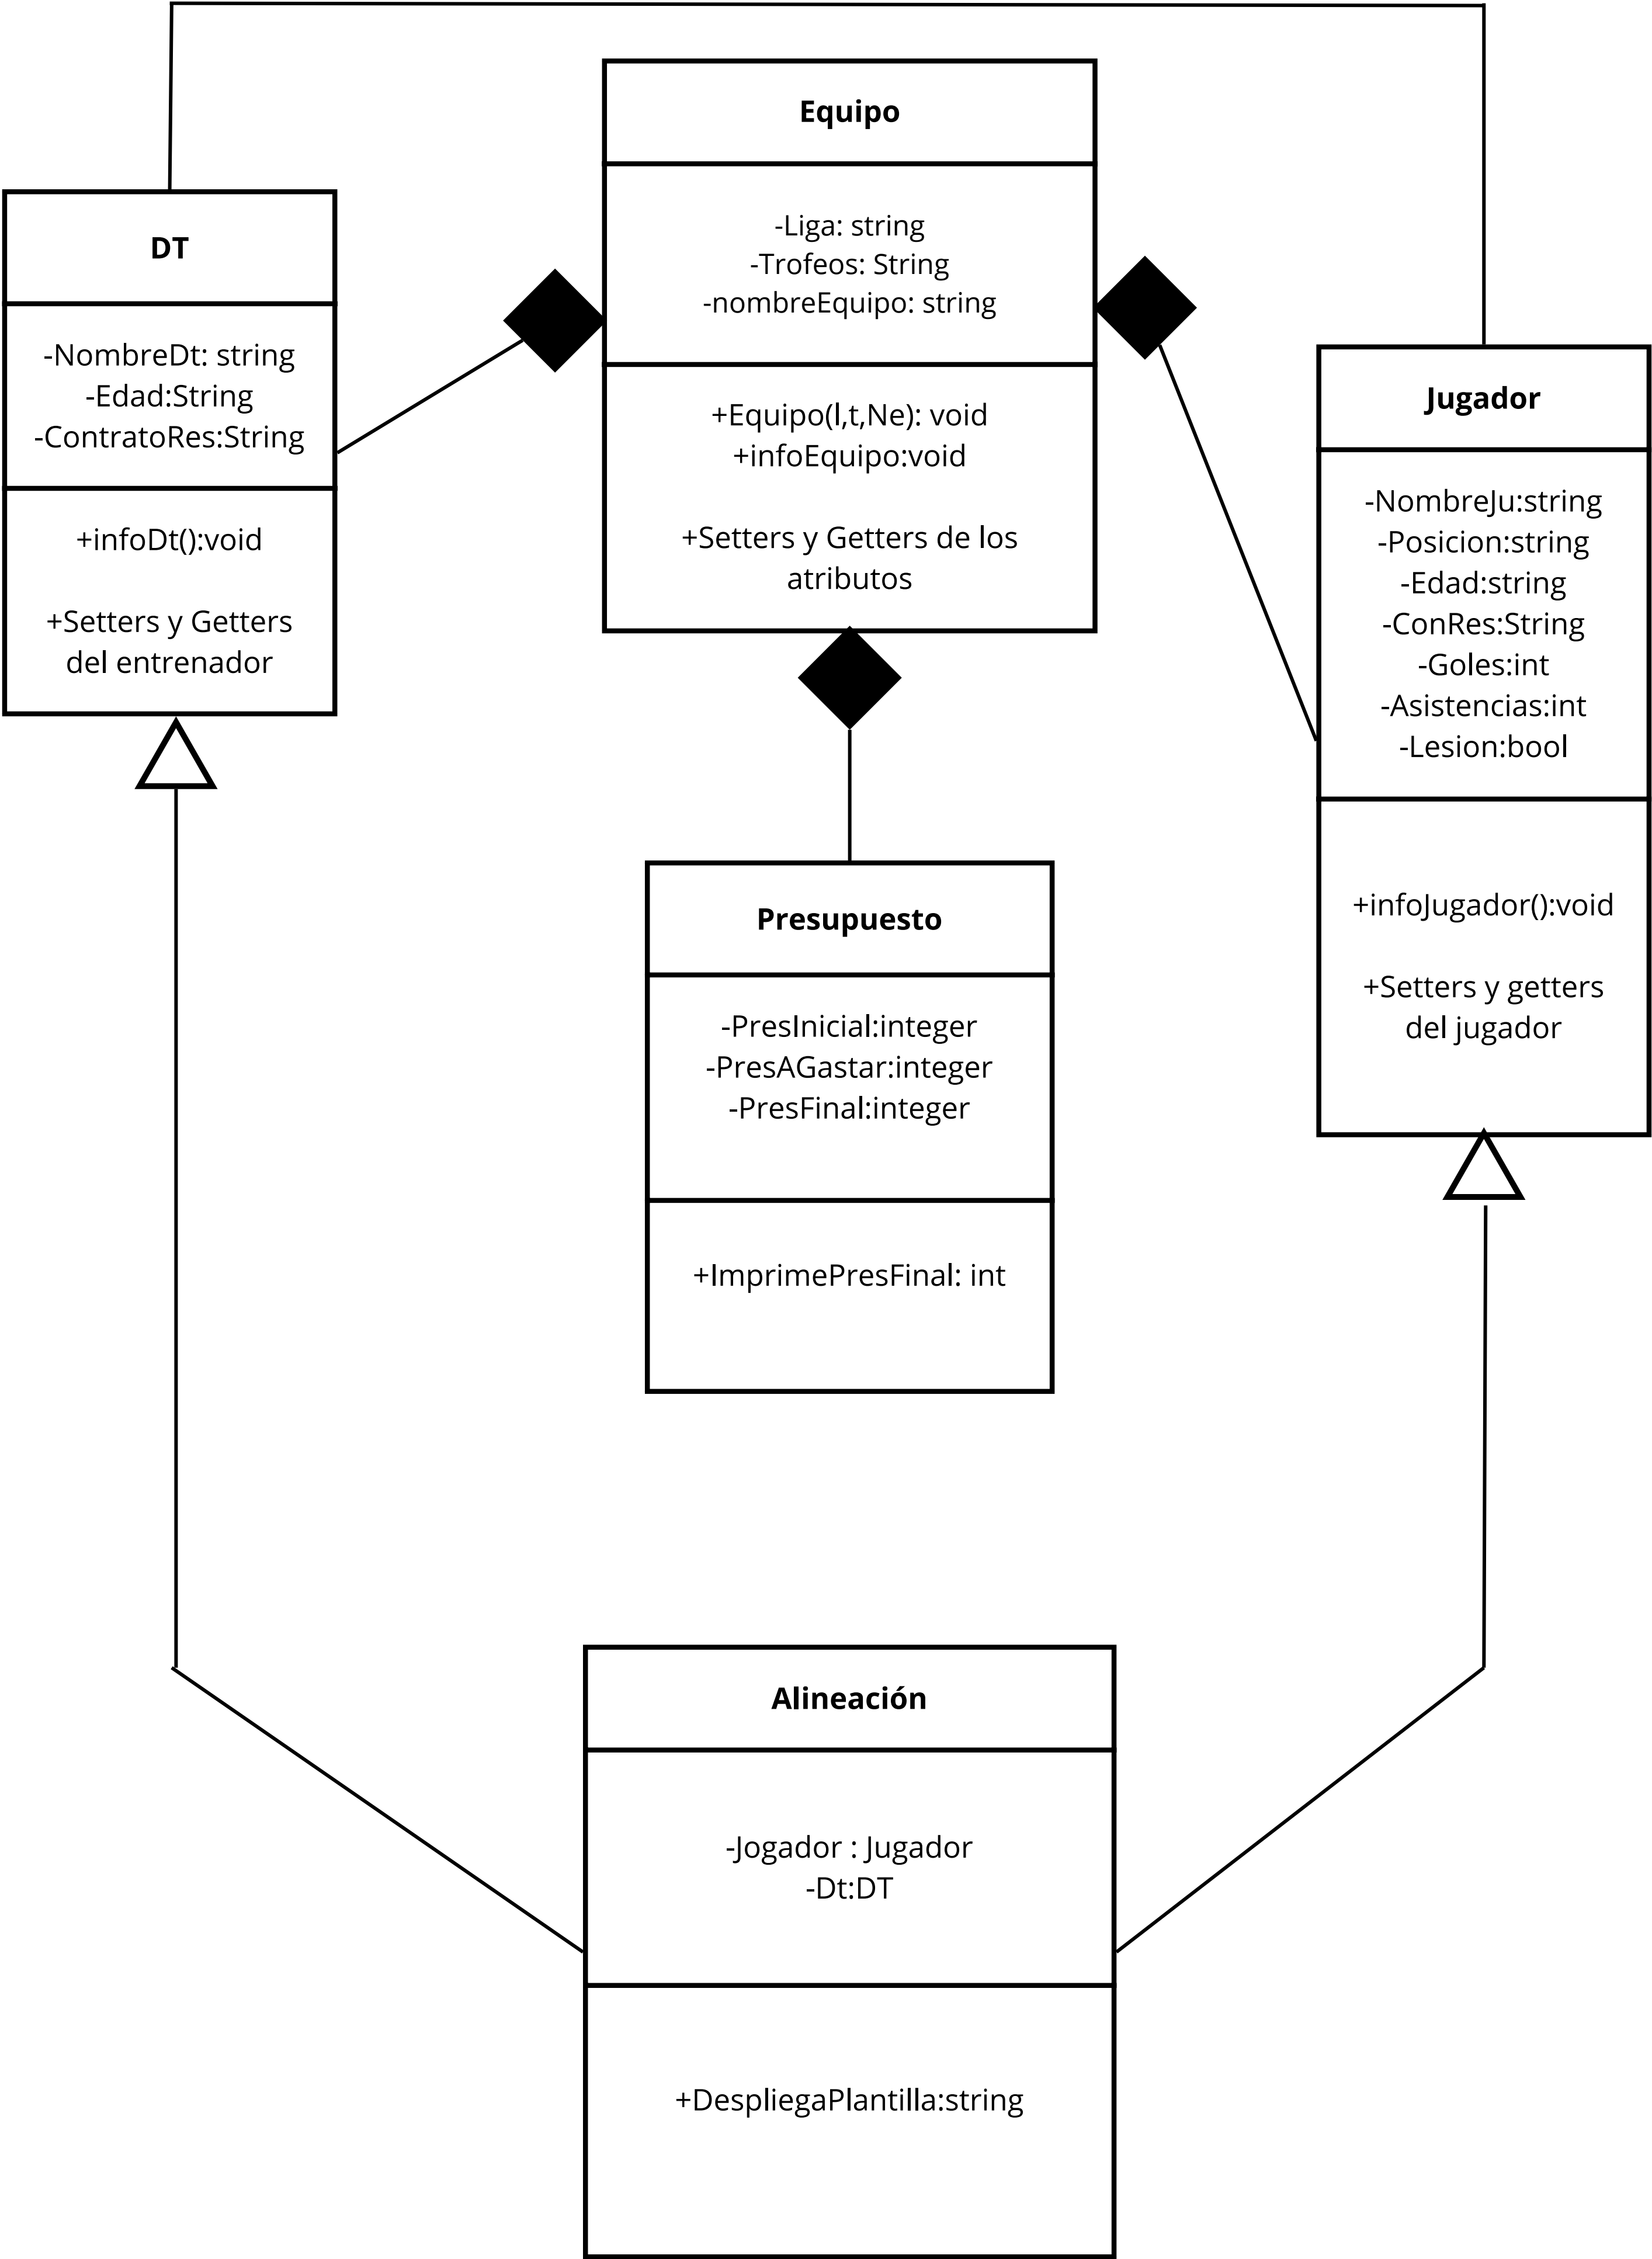 Equipo
-Liga: string
-Trofeos: String
-nombreEquipo: string
+Equipo(l,t,Ne): void
+infoEquipo:void
+Setters y Getters de los
atributos
DT
-NombreDt: string
-Edad:String
-ContratoRes:String
+infoDt():void
+Setters y Getters
del entrenador
Jugador
-NombreJu:string
-Posicion:string
-Edad:string
-ConRes:String
-Goles:int
-Asistencias:int
-Lesion:bool
+infoJugador():void
+Setters y getters
del jugador
Presupuesto
-PresInicial:integer
-PresAGastar:integer
-PresFinal:integer
+ImprimePresFinal: int
Alineación
-Jogador : Jugador
-Dt:DT
+DespliegaPlantilla:string